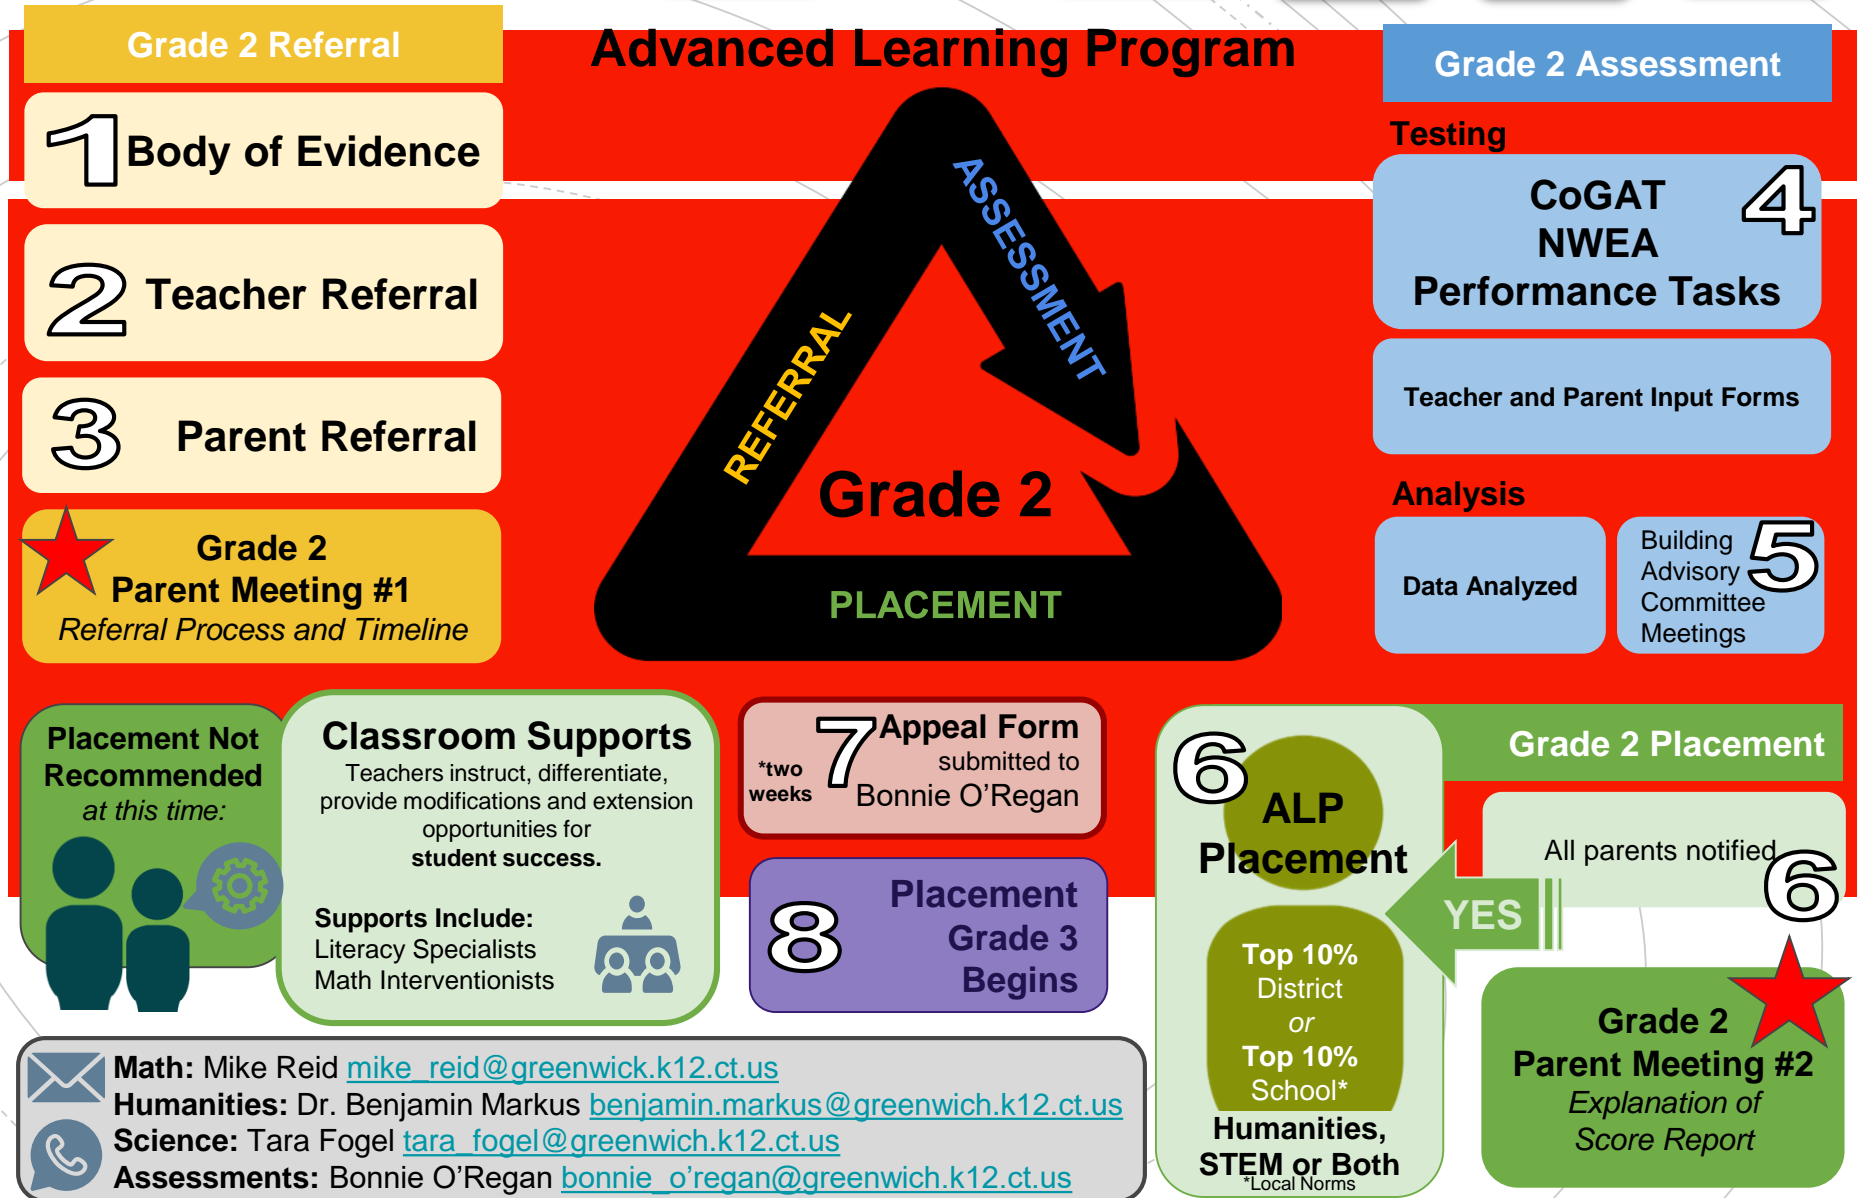 Advanced Learning Program
Grade 2 Referral
1
Body of Evidence
2
Teacher Referral
3
Parent Referral
Grade 2
Parent Meeting #1
Referral Process and Timeline
REFERRAL
ASSESSMENT
PLACEMENT
Grade 2
Grade 2 Assessment
Testing
CoGAT
NWEA
Performance Tasks
4
Teacher and Parent Input Forms
Analysis
Data Analyzed
Building
Advisory
Committee
Meetings
5
Placement Not
Recommended
at this time:
Classroom Supports
Teachers instruct, differentiate,
provide modifications and extension
opportunities for
student success.
Supports Include:
Literacy Specialists
Math Interventionists
*two
weeks
7
Appeal Form
submitted to
Bonnie O'Regan
8
Placement
Grade 3
Begins
6
ALP
Placement
Top 10%
District
or
Top 10%
School*
Humanities,
STEM or Both
*Local Norms
Grade 2 Placement
All parents notified
6
YES
Grade 2
Parent Meeting #2
Explanation of
Score Report
Math: Mike Reid mike_reid@greenwick.k12.ct.us
Humanities: Dr. Benjamin Markus benjamin.markus@greenwich.k12.ct.us
Science: Tara Fogel tara_fogel@greenwich.k12.ct.us
Assessments: Bonnie O'Regan bonnie_o'regan@greenwich.k12.ct.us